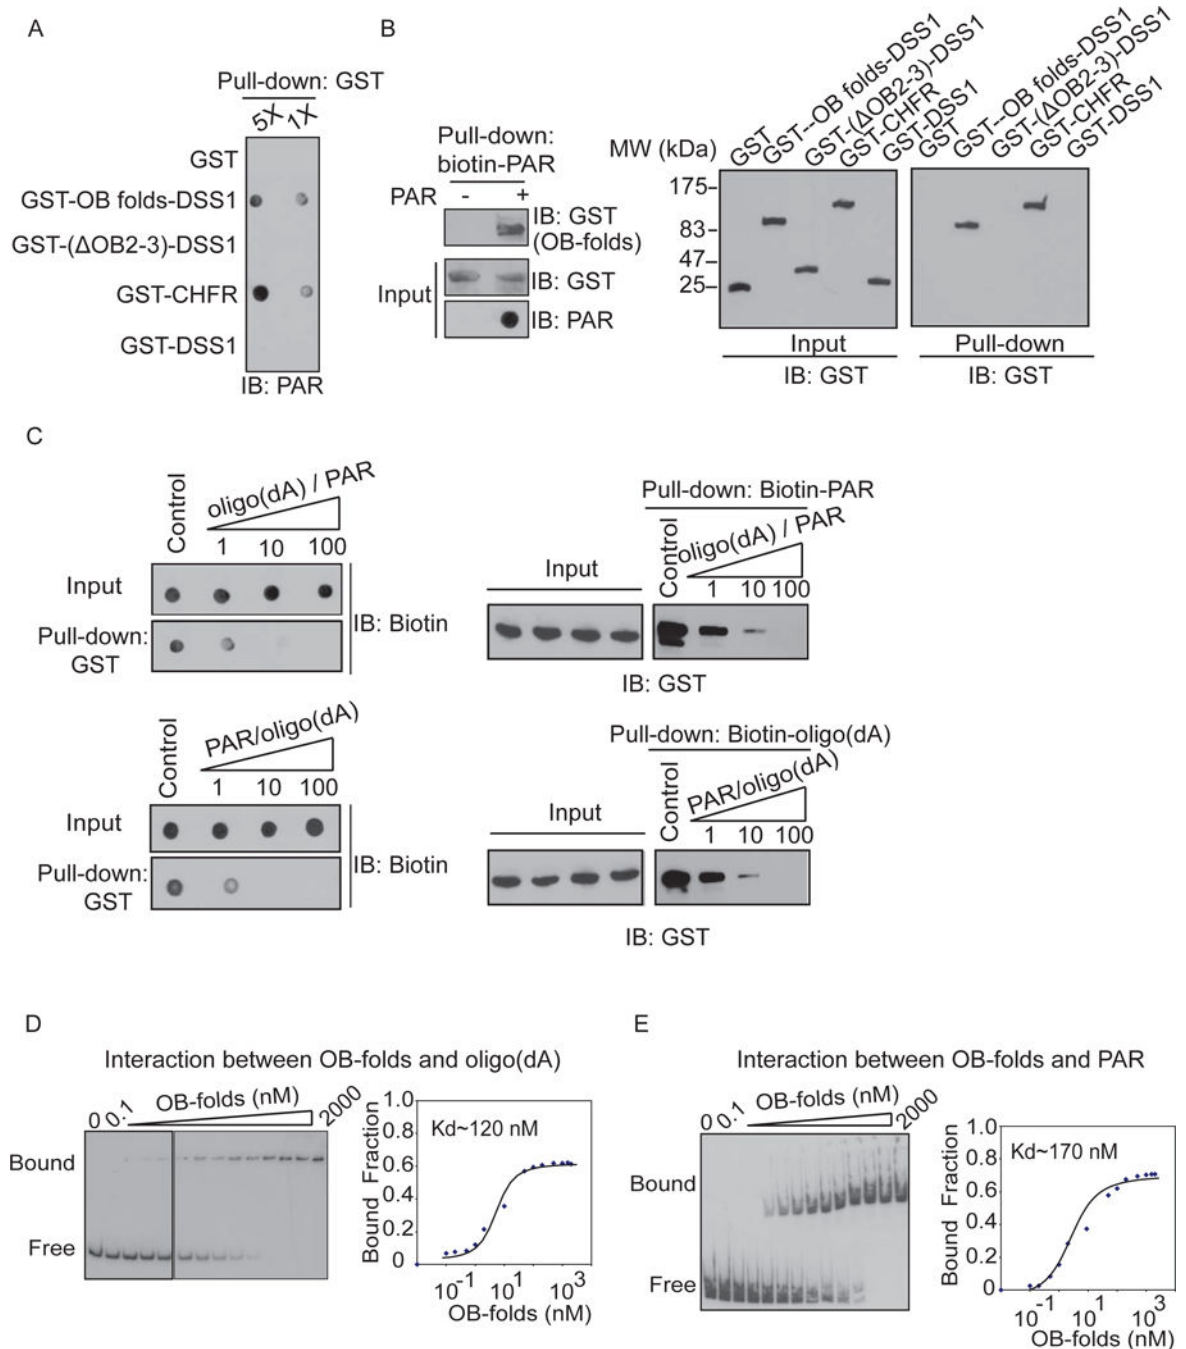 A
Pull-down: GST
5X 1X
GST
GST-OB folds-DSS1
GST-(ΔOB2-3)-DSS1
GST-CHFR
GST-DSS1
IB: PAR
B
Pull-down:
biotin-PAR
PAR - +
IB: GST
(OB-folds)
Input
IB: GST
IB: PAR
MW (kDa)
GST
GST--OB folds-DSS1
GST-(ΔOB2-3)-DSS1
GST-CHFR
GST-DSS1
GST
GST--OB folds-DSS1
GST-(ΔOB2-3)-DSS1
GST-CHFR
GST-DSS1
175-
83-
47-
25-
Input
IB: GST
Pull-down
IB: GST
C
Control
oligo(dA) / PAR
1 10 100
Input
Pull-down:
GST
IB: Biotin
Pull-down: Biotin-PAR
Input
Control
oligo(dA) / PAR
1 10 100
IB: GST
Control
PAR/oligo(dA)
1 10 100
Input
Pull-down:
GST
IB: Biotin
Pull-down: Biotin-oligo(dA)
Input
Control
PAR/oligo(dA)
1 10 100
IB: GST
D
Interaction between OB-folds and oligo(dA)
0 0.1 OB-folds (nM) 2000
Bound
Free
Bound Fraction
1.0
0.8
0.6
0.4
0.2
0
Kd~120 nM
10-1 101 103
OB-folds (nM)
E
Interaction between OB-folds and PAR
0 0.1 OB-folds (nM) 2000
Bound
Free
Bound Fraction
1.0
0.8
0.6
0.4
0.2
0
Kd~170 nM
10-1 101 103
OB-folds (nM)